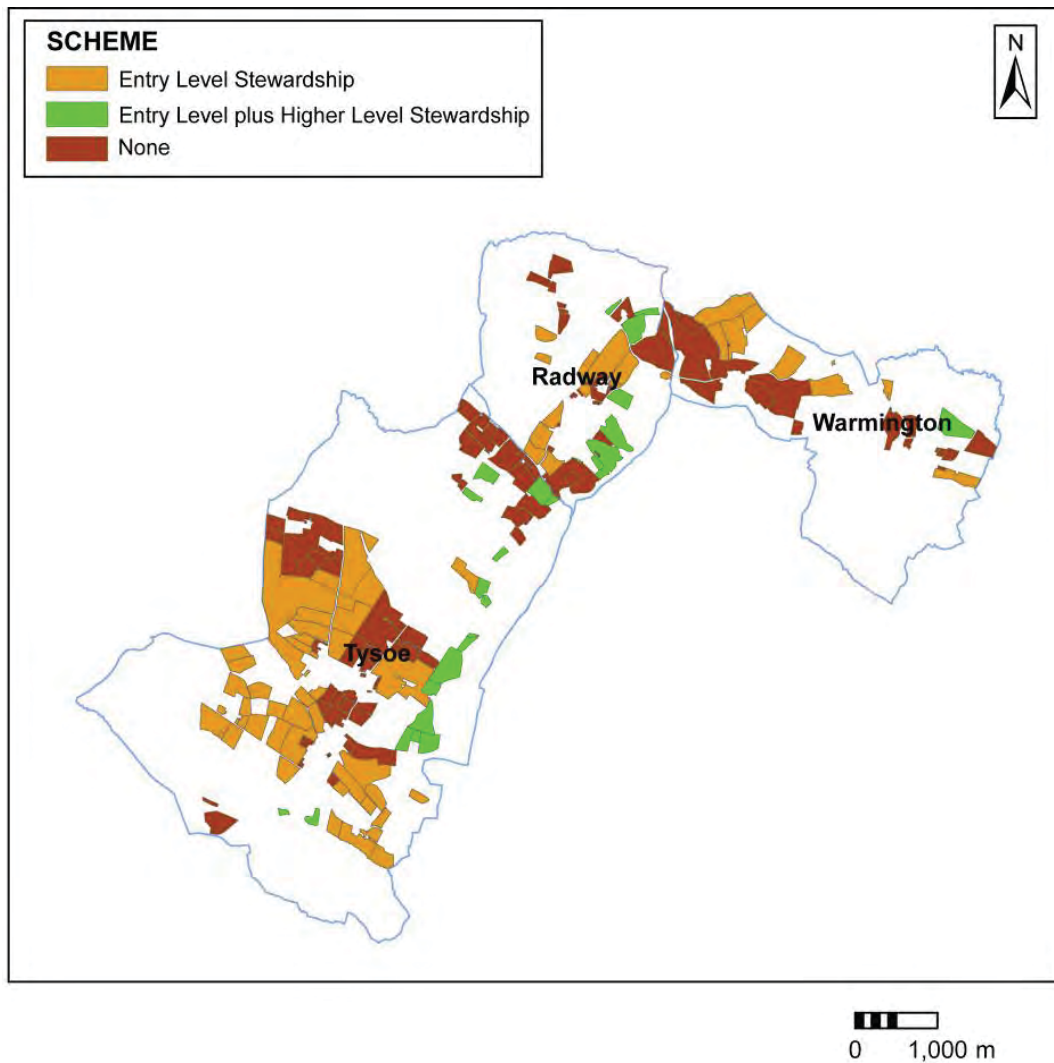 SCHEME
Entry Level Stewardship
Entry Level plus Higher Level Stewardship
None
N
Radway
Warmington
Tysoe
0 1,000 m